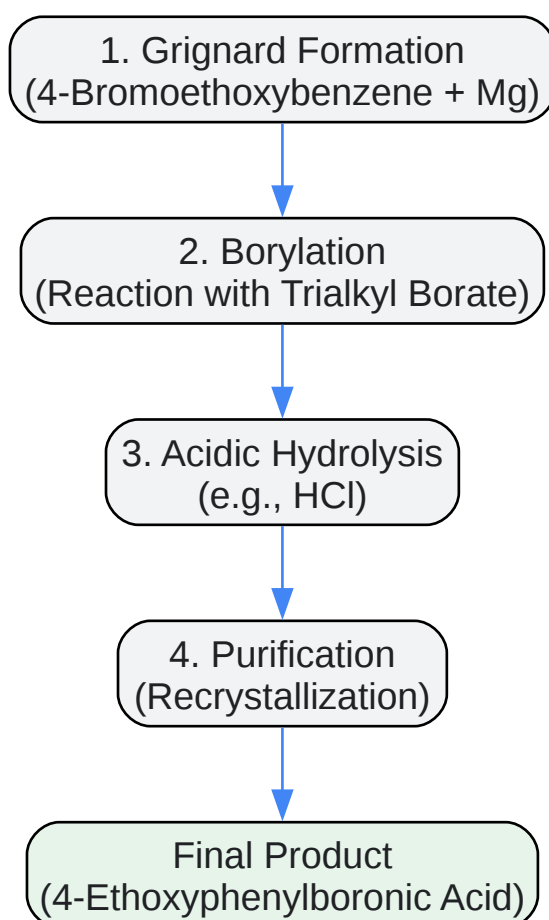 1. Grignard Formation
(4-Bromoethoxybenzene + Mg)
2. Borylation
(Reaction with Trialkyl Borate)
3. Acidic Hydrolysis
(e.g., HCl)
4. Purification
(Recrystallization)
Final Product
(4-Ethoxyphenylboronic Acid)